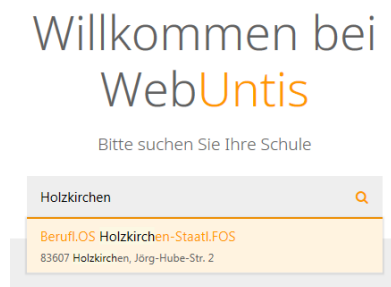 Willkommen bei
WebUntis
Bitte suchen Sie Ihre Schule
Holzkirchen
Berufl.OS Holzkirchen-Staatl.FOS
83607 Holzkirchen, Jörg-Hube-Str. 2